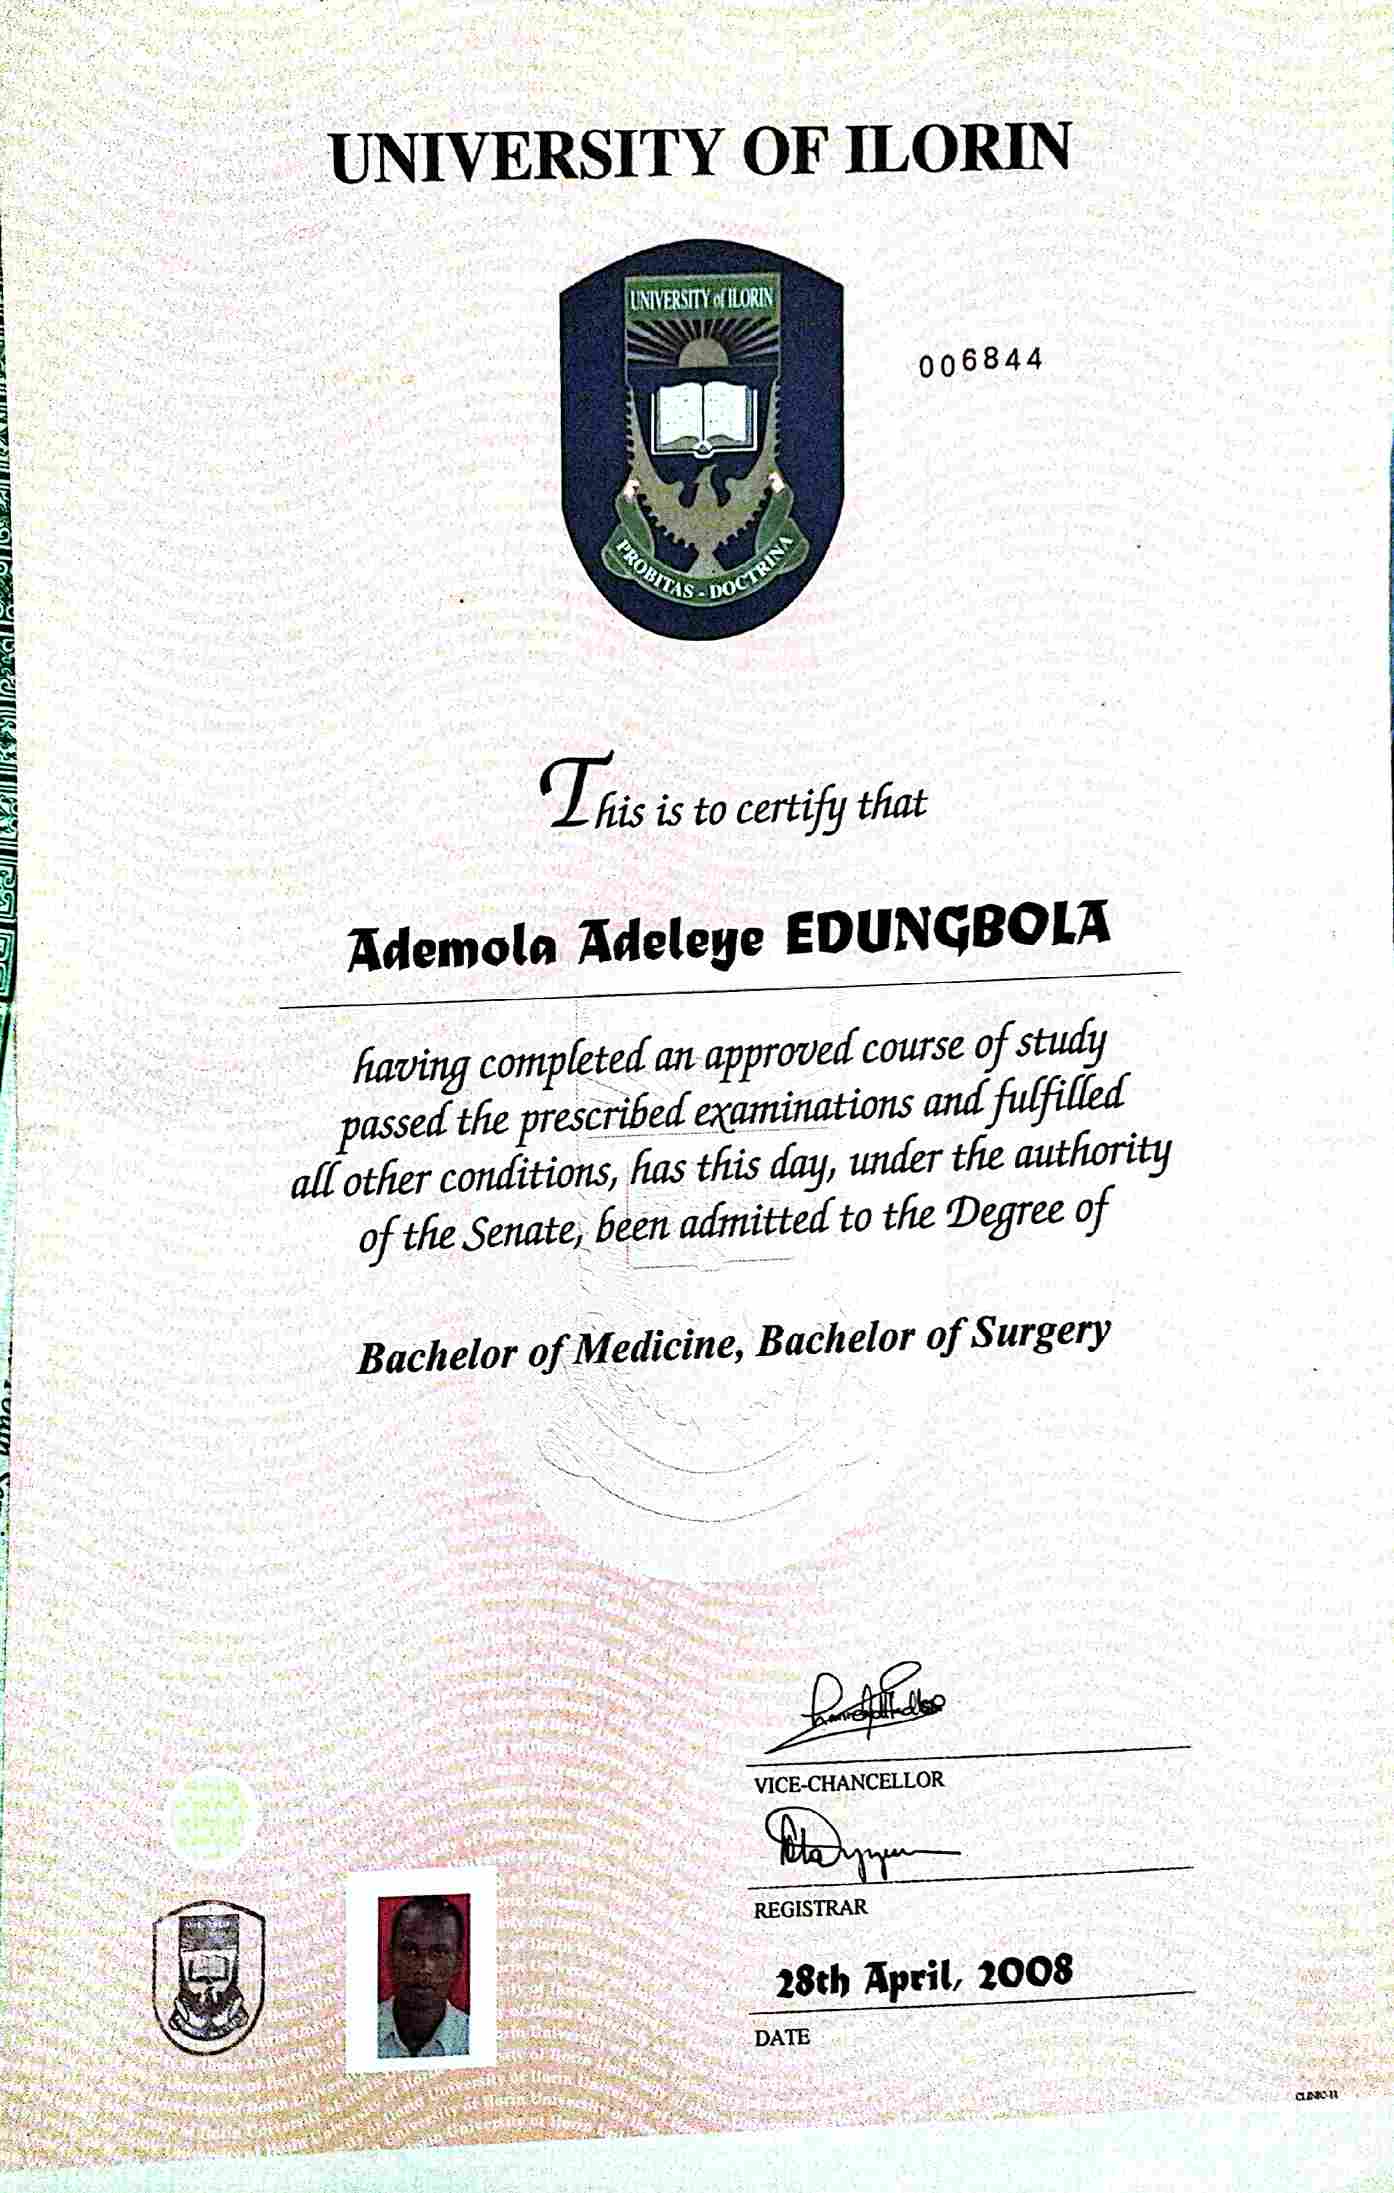 UNIVERSITY OF ILORIN
UNIVERSITY of ILORIN
006844
PROBITAS - DOCTRINA
This is to certify that
Ademola Adeleye EDUNGBOLA
having completed an approved course of study
passed the prescribed examinations and fulfilled
all other conditions, has this day, under the authority
of the Senate, been admitted to the Degree of
Bachelor of Medicine, Bachelor of Surgery
VICE-CHANCELLOR
REGISTRAR
28th April, 2008
DATE